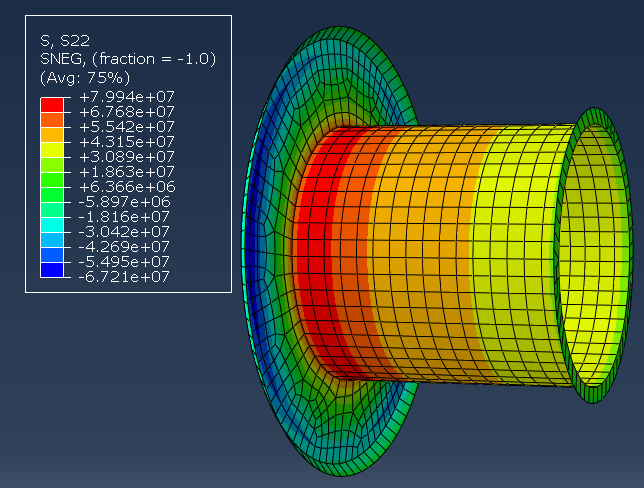 S, S22
SNEG, (fraction = -1.0)
(Avg: 75%)
+7.994e+07
+6.768e+07
+5.542e+07
+4.315e+07
+3.089e+07
+1.863e+07
+6.366e+06
-5.897e+06
-1.816e+07
-3.042e+07
-4.269e+07
-5.495e+07
-6.721e+07